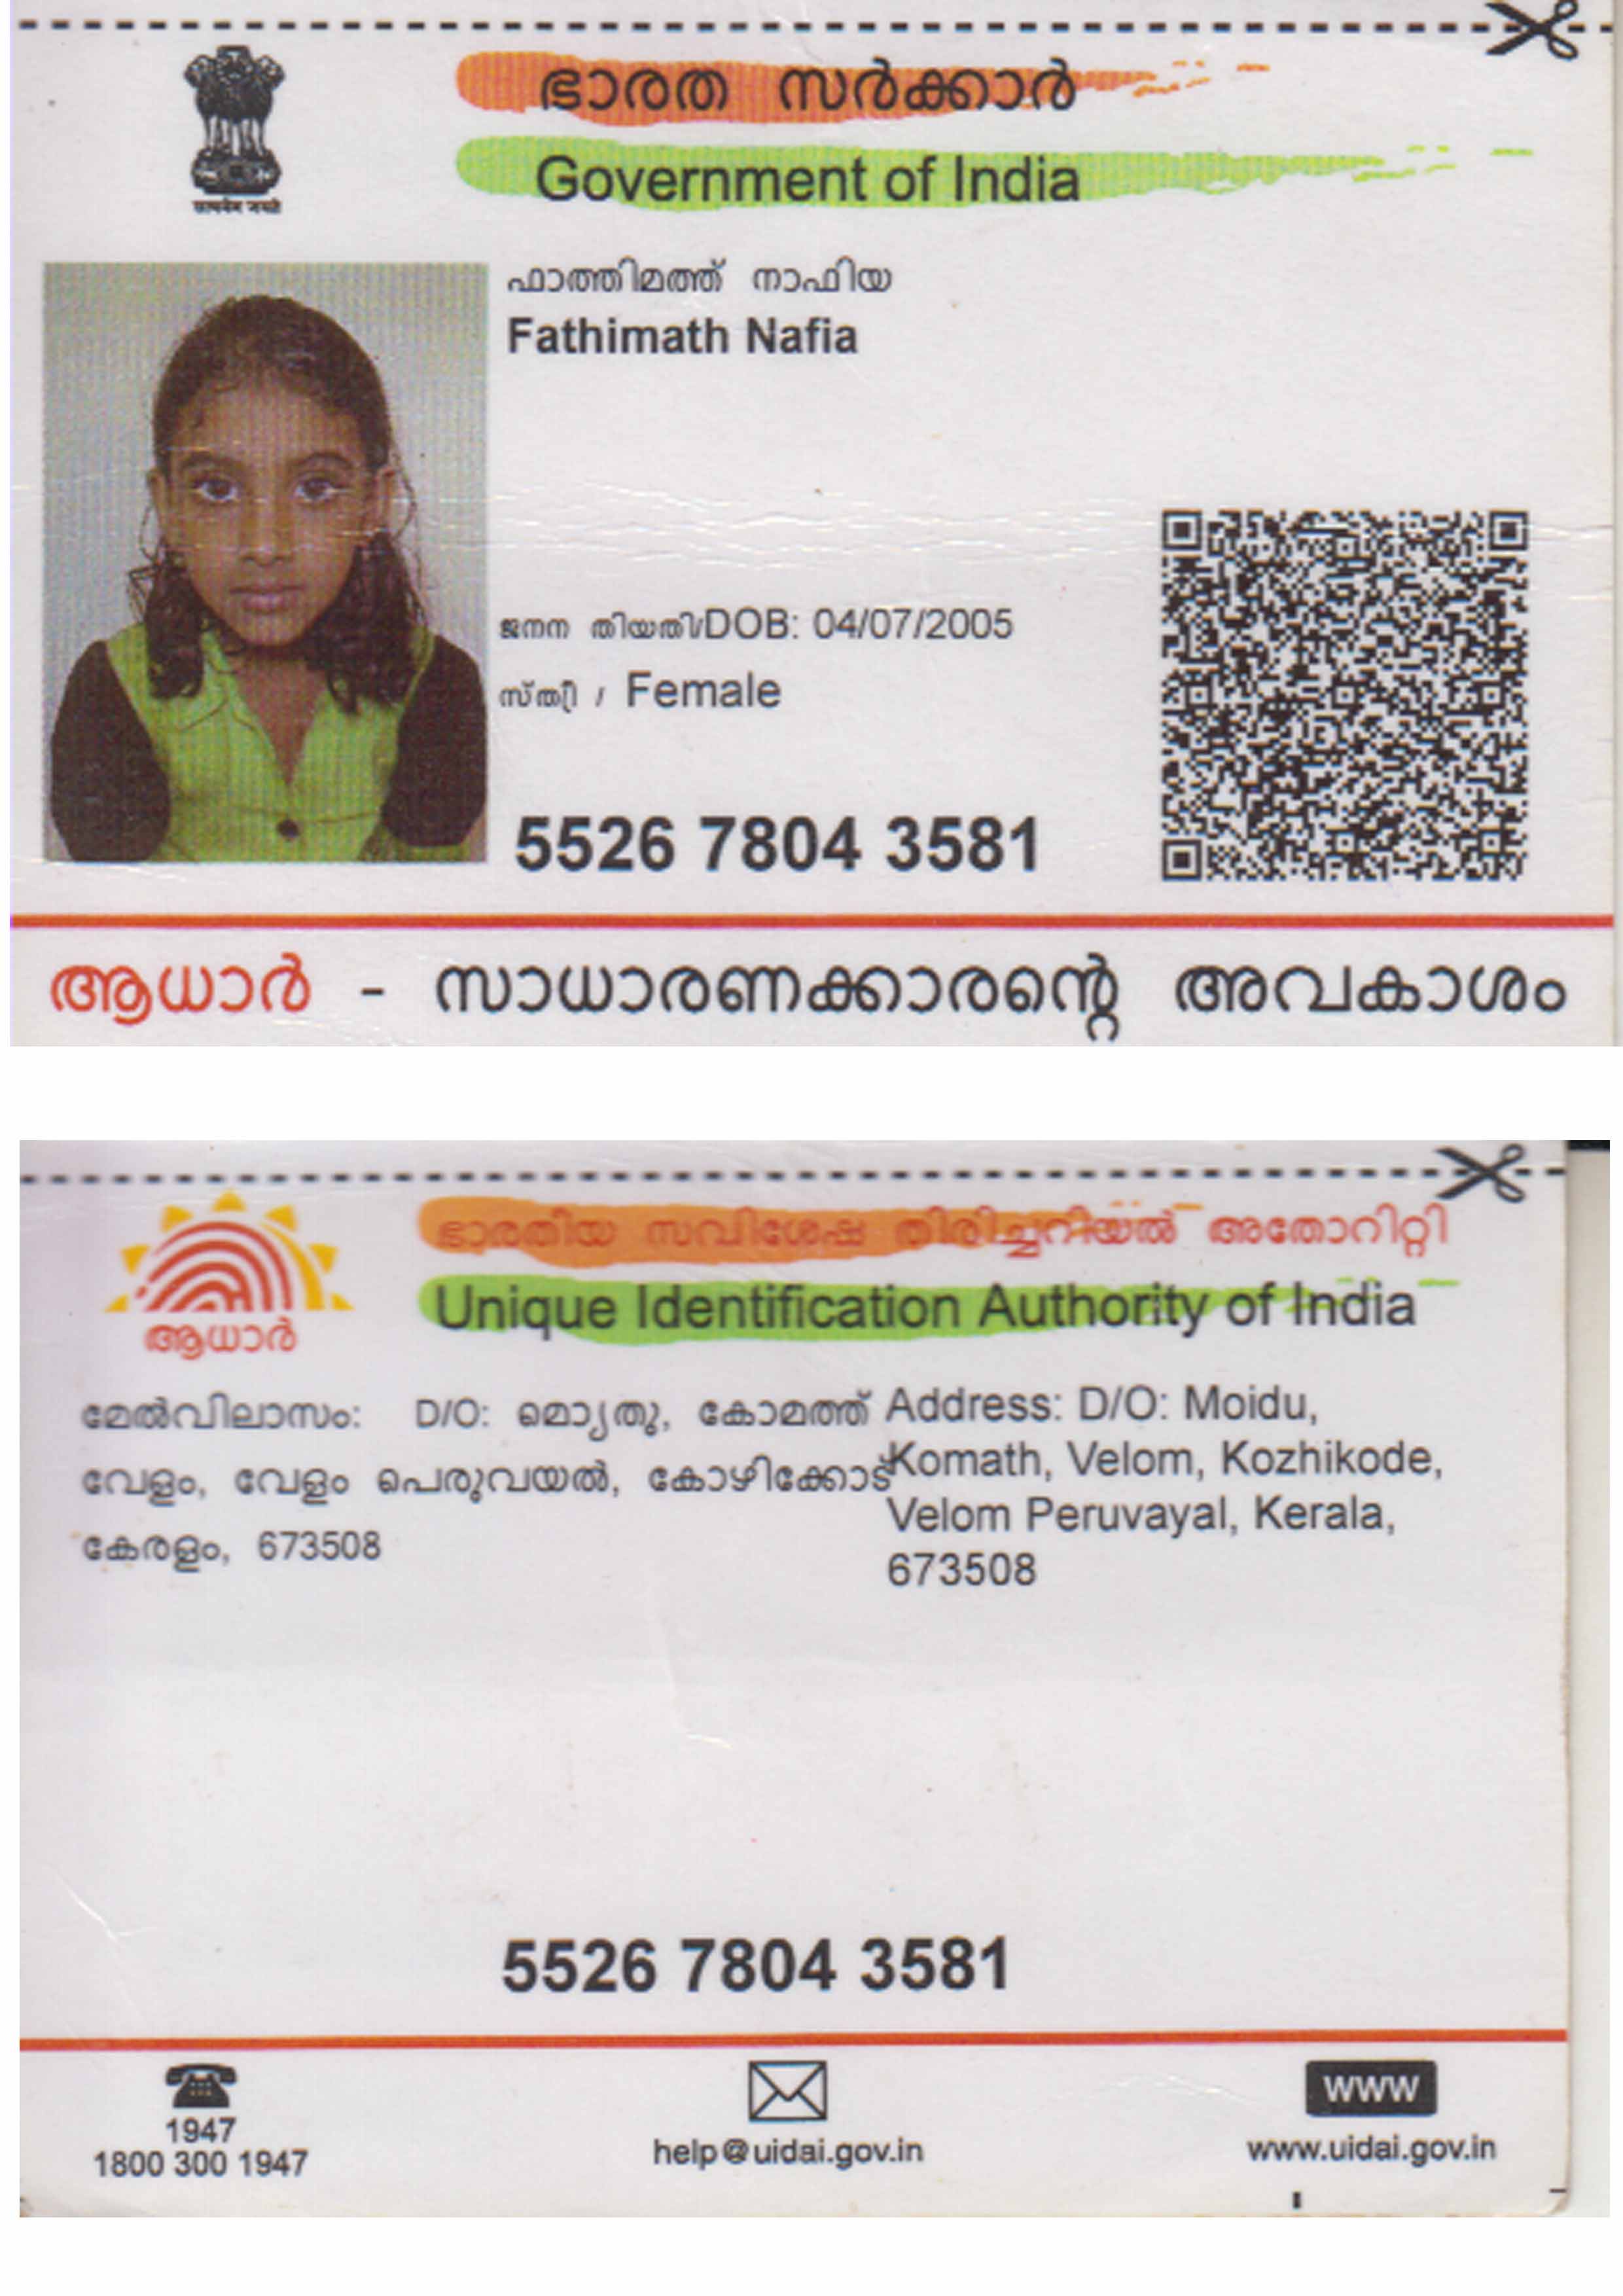 ഭാരത സർക്കാർ
Government of India
ഫാത്തിമത്ത് നാഫിയ
Fathimath Nafia
ജനന തിയതി/DOB: 04/07/2005
സ്ത്രീ / Female
5526 7804 3581
ആധാർ - സാധാരണക്കാരന്റെ അവകാശം
ഭാരതിയ സവിശേഷ തിരിച്ചറിയൽ അതോറിറ്റി
Unique Identification Authority of India
ആധാർ
മേൽവിലാസം: D/O: മൊയ്തു, കോമത്ത്
വേളം, വേളം പെരുവയൽ, കോഴിക്കോട്
കേരളം, 673508
Address: D/O: Moidu,
Komath, Velom, Kozhikode,
Velom Peruvayal, Kerala,
673508
5526 7804 3581
1947
1800 300 1947
help@uidai.gov.in
WWW
www.uidai.gov.in